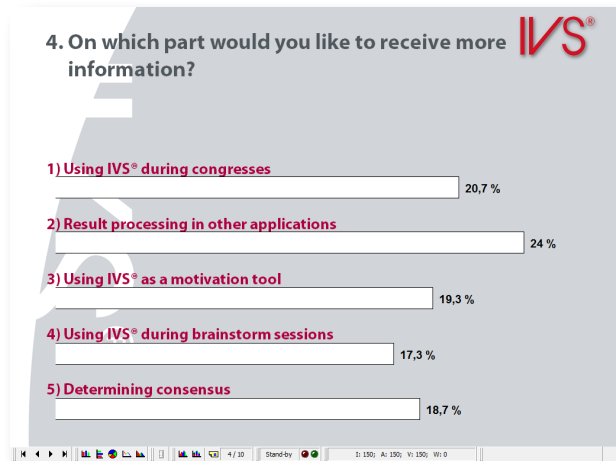 4. On which part would you like to receive more
information?
IVS®
1) Using IVS® during congresses
20,7 %
2) Result processing in other applications
24 %
3) Using IVS® as a motivation tool
19,3 %
4) Using IVS® during brainstorm sessions
17,3 %
5) Determining consensus
18,7 %
4 / 10 Stand-by I: 150; A: 150; V: 150; W: 0